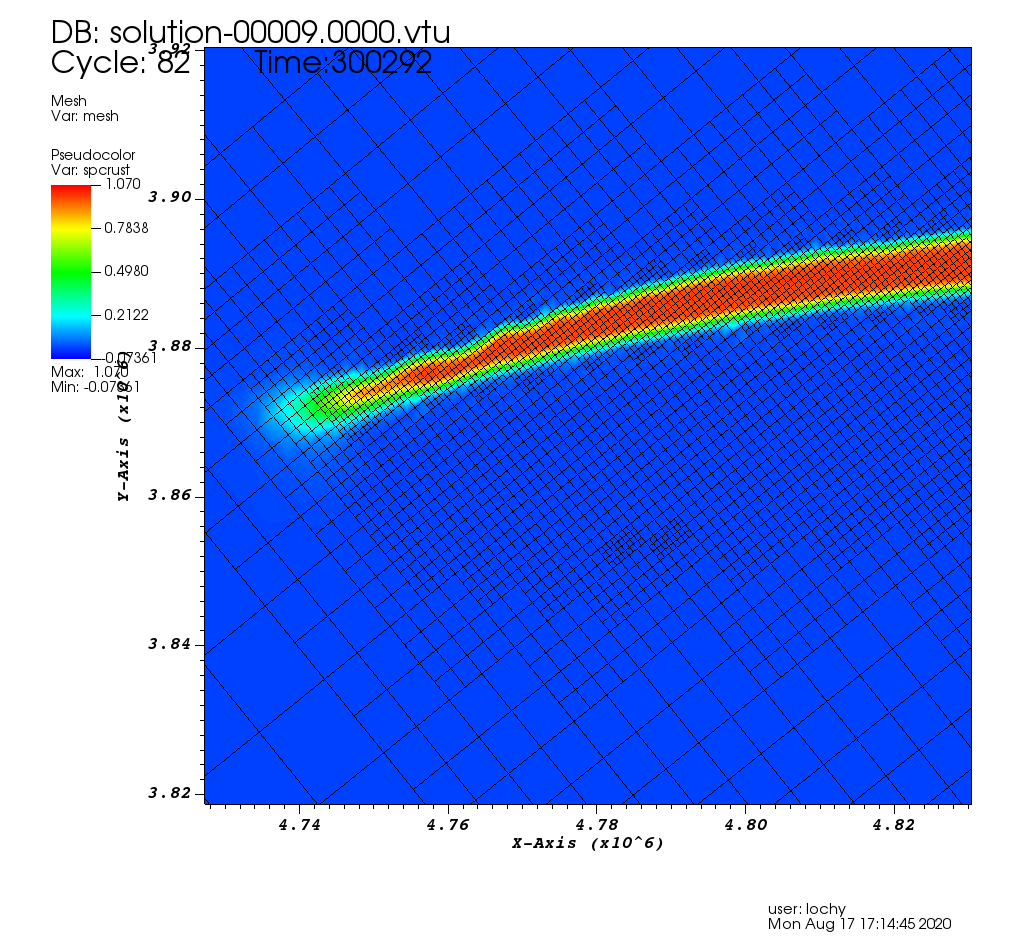 DB: solution-00009.0000.vtu
Cycle: 82 Time:300292
Mesh
Var: mesh
Pseudocolor
Var: spcrust
1.070
0.7838
0.4980
0.2122
-0.07361
Max: 1.070
Min: -0.07361
3.92
3.90
3.88
3.86
3.84
3.82
Y-Axis (x10^6)
4.74 4.76 4.78 4.80 4.82
X-Axis (x10^6)
user: lochy
Mon Aug 17 17:14:45 2020